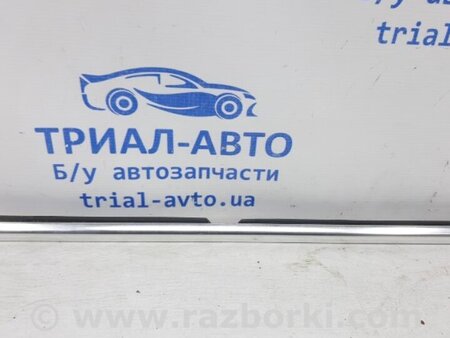 Б/у а
trial
ТРИАЛ-АВТО
Б/у автозапчасти
trial-avto.ua
© www.razborki.com